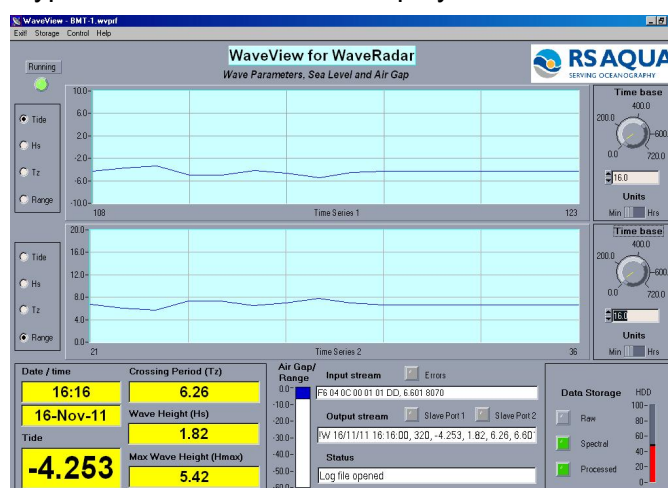 WaveView - BMT-1.wvprf
Exit! Storage Control Help
Running
WaveView for WaveRadar
Wave Parameters, Sea Level and Air Gap
RS AQUA
SERVING OCEANOGRAPHY
Tide
Hs
Tz
Range
10.0-
6.0-
2.0-
-2.0-
-6.0-
-10.0-
108
Time Series 1
123
Time base
400.0
200.0
600.
0.0
720.0
16.0
Units
Min
Hrs
Tide
Hs
Tz
Range
20.0-
16.0-
12.0-
8.0-
4.0-
0.0-
21
Time Series 2
36
Time base
400.0
200.0
600.
0.0
720.0
16.0
Units
Min
Hrs
Date / time
16:16
16-Nov-11
Tide
-4.253
Crossing Period (Tz)
6.26
Wave Height (Hs)
1.82
Max Wave Height (Hmax)
5.42
Air Gap/
Range
0.0-
-10.0-
-20.0-
-30.0-
-40.0-
-50.0-
-60.0-
Input stream
Errors
F6 04 0C 00 01 01 DD, 6.601 8070
Output stream
Slave Port 1
Slave Port 2
!W 16/11/11 16:16:00, 320, -4.253, 1.82, 6.26, 6.60
Status
Log file opened
Data Storage
Raw
Spectral
Processed
HDD
100-
80-
60-
40-
20-
0-